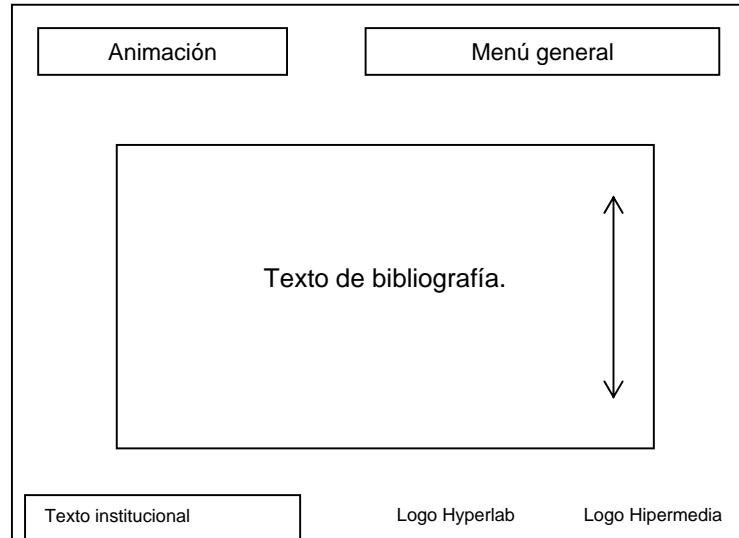 Animación
Menú general
Texto de bibliografía.
Texto institucional
Logo Hyperlab
Logo Hipermedia